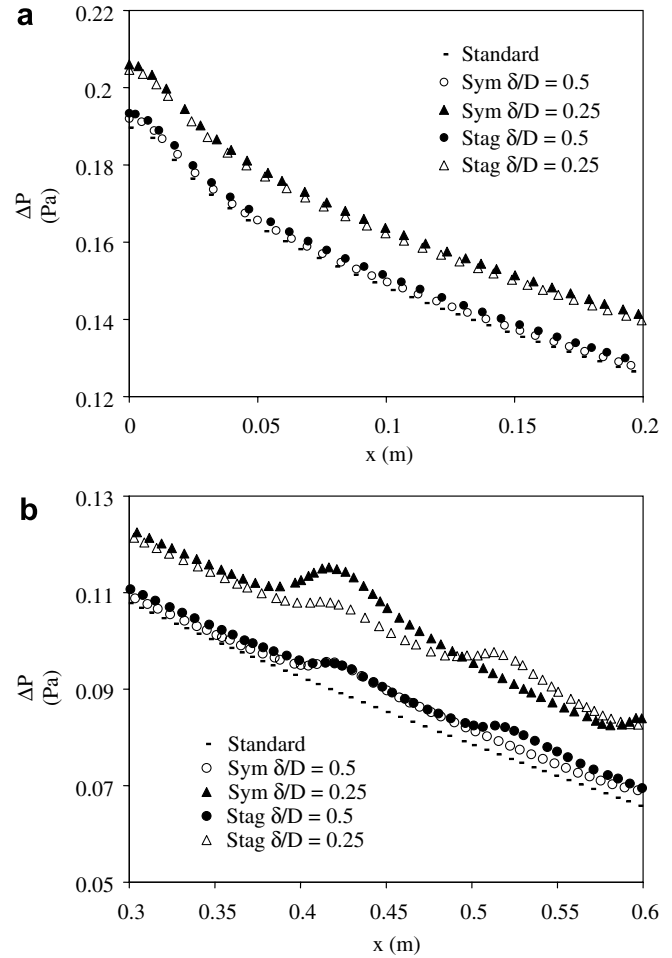 a
0.22
0.2
0.18
0.16
0.14
0.12
ΔP
(Pa)
- Standard
○ Sym δ/D = 0.5
▲ Sym δ/D = 0.25
● Stag δ/D = 0.5
△ Stag δ/D = 0.25
0 0.05 0.1 0.15 0.2
x (m)
b
0.13
0.11
0.09
0.07
0.05
ΔP
(Pa)
- Standard
○ Sym δ/D = 0.5
▲ Sym δ/D = 0.25
● Stag δ/D = 0.5
△ Stag δ/D = 0.25
0.3 0.35 0.4 0.45 0.5 0.55 0.6
x (m)